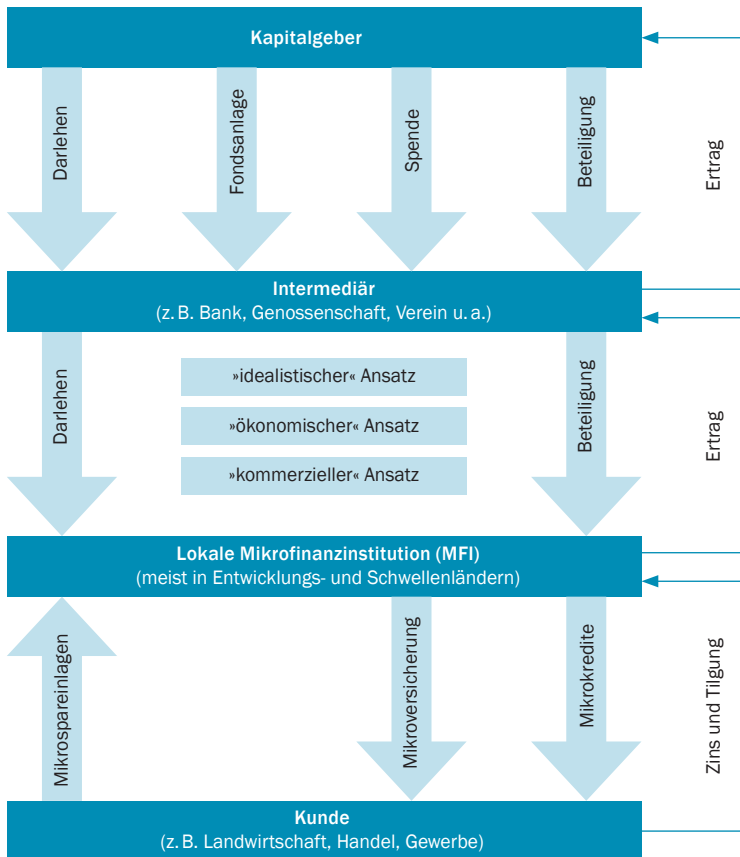 Kapitalgeber
Darlehen
Fondsanlage
Spende
Beteiligung
Ertrag
Intermediär
(z. B. Bank, Genossenschaft, Verein u. a.)
Darlehen
»idealistischer« Ansatz
»ökonomischer« Ansatz
»kommerzieller« Ansatz
Beteiligung
Ertrag
Lokale Mikrofinanzinstitution (MFI)
(meist in Entwicklungs- und Schwellenländern)
Mikrospareinlagen
Mikroversicherung
Mikrokredite
Zins und Tilgung
Kunde
(z. B. Landwirtschaft, Handel, Gewerbe)